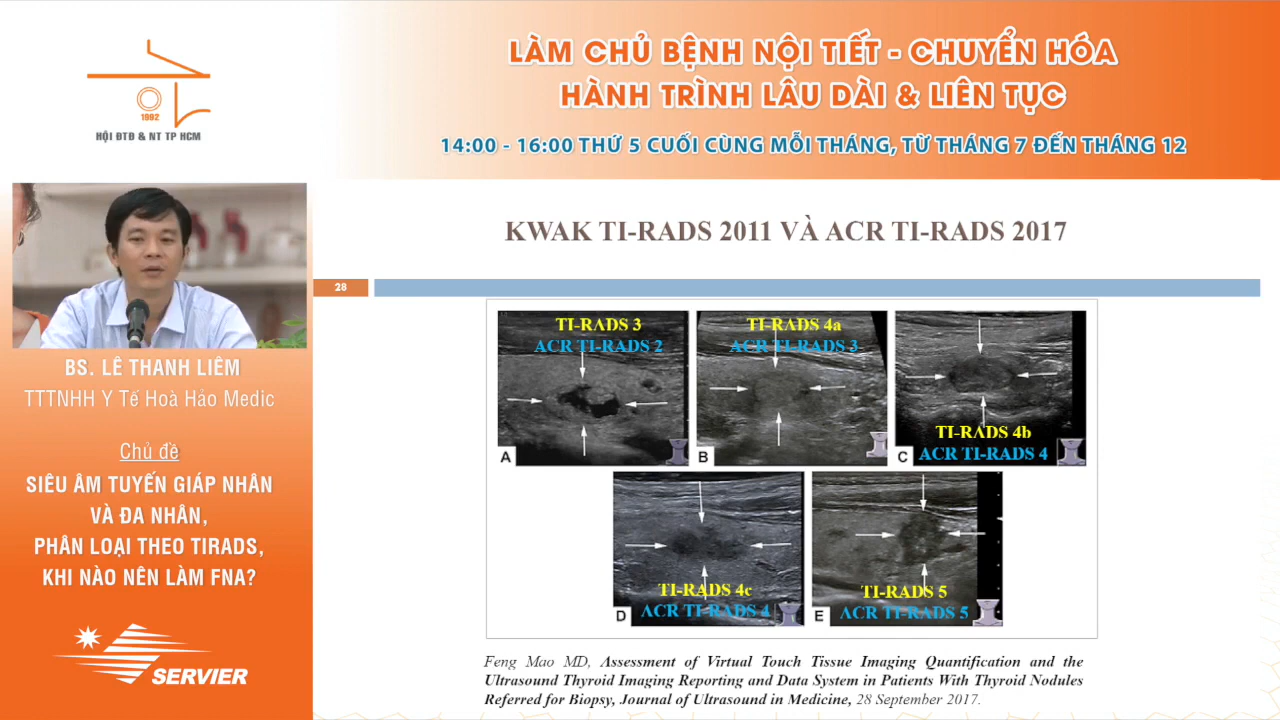 LÀM CHỦ BỆNH NỘI TIẾT - CHUYỂN HÓA
HÀNH TRÌNH LÂU DÀI & LIÊN TỤC
14:00 - 16:00 THỨ 5 CUỐI CÙNG MỖI THÁNG, TỪ THÁNG 7 ĐẾN THÁNG 12
1992
HỘI ĐTĐ & NT TP HCM
BS. LÊ THANH LIÊM
TTTNHH Y Tế Hoà Hảo Medic
Chủ đề
SIÊU ÂM TUYẾN GIÁP NHÂN
VÀ ĐA NHÂN,
PHÂN LOẠI THEO TIRADS,
KHI NÀO NÊN LÀM FNA?
SERVIER
KWAK TI-RADS 2011 VÀ ACR TI-RADS 2017
28
TI-RADS 3
ACR TI-RADS 2
A
TI-RADS 4a
ACR TI-RADS 3
B
TI-RADS 4b
ACR TI-RADS 4
C
TI-RADS 4c
ACR TI-RADS 4
D
TI-RADS 5
ACR TI-RADS 5
E
Feng Mao MD, Assessment of Virtual Touch Tissue Imaging Quantification and the
Ultrasound Thyroid Imaging Reporting and Data System in Patients With Thyroid Nodules
Referred for Biopsy, Journal of Ultrasound in Medicine, 28 September 2017.